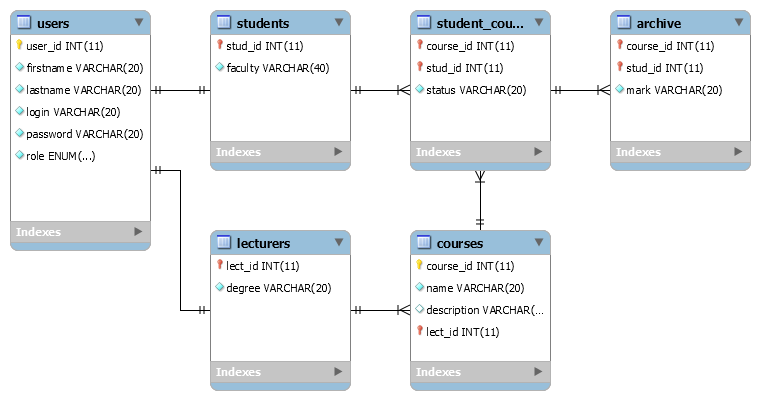 users
user_id INT(11)
firstname VARCHAR(20)
lastname VARCHAR(20)
login VARCHAR(20)
password VARCHAR(20)
role ENUM(...)
Indexes
students
stud_id INT(11)
faculty VARCHAR(40)
Indexes
student_cou...
course_id INT(11)
stud_id INT(11)
status VARCHAR(20)
Indexes
archive
course_id INT(11)
stud_id INT(11)
mark VARCHAR(20)
Indexes
lecturers
lect_id INT(11)
degree VARCHAR(20)
Indexes
courses
course_id INT(11)
name VARCHAR(20)
description VARCHAR(...
lect_id INT(11)
Indexes